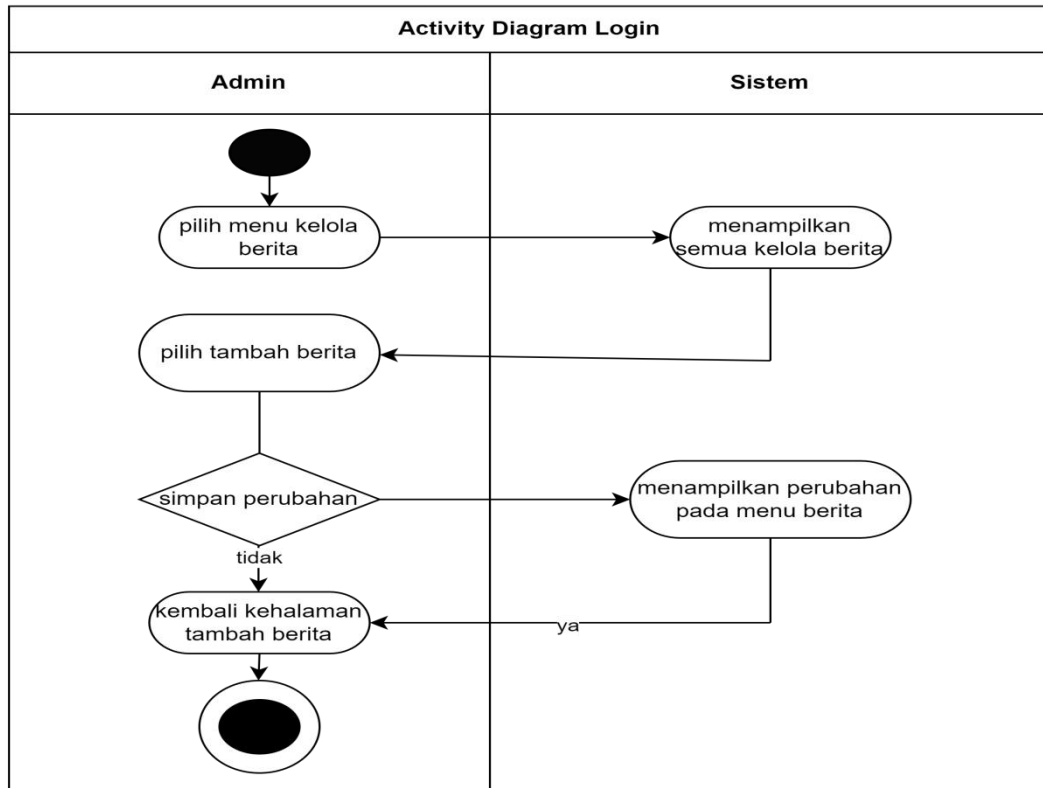 Activity Diagram Login
Admin
Sistem
pilih menu kelola
berita
menampilkan
semua kelola berita
pilih tambah berita
simpan perubahan
menampilkan perubahan
pada menu berita
tidak
kembali kehalaman
tambah berita
ya